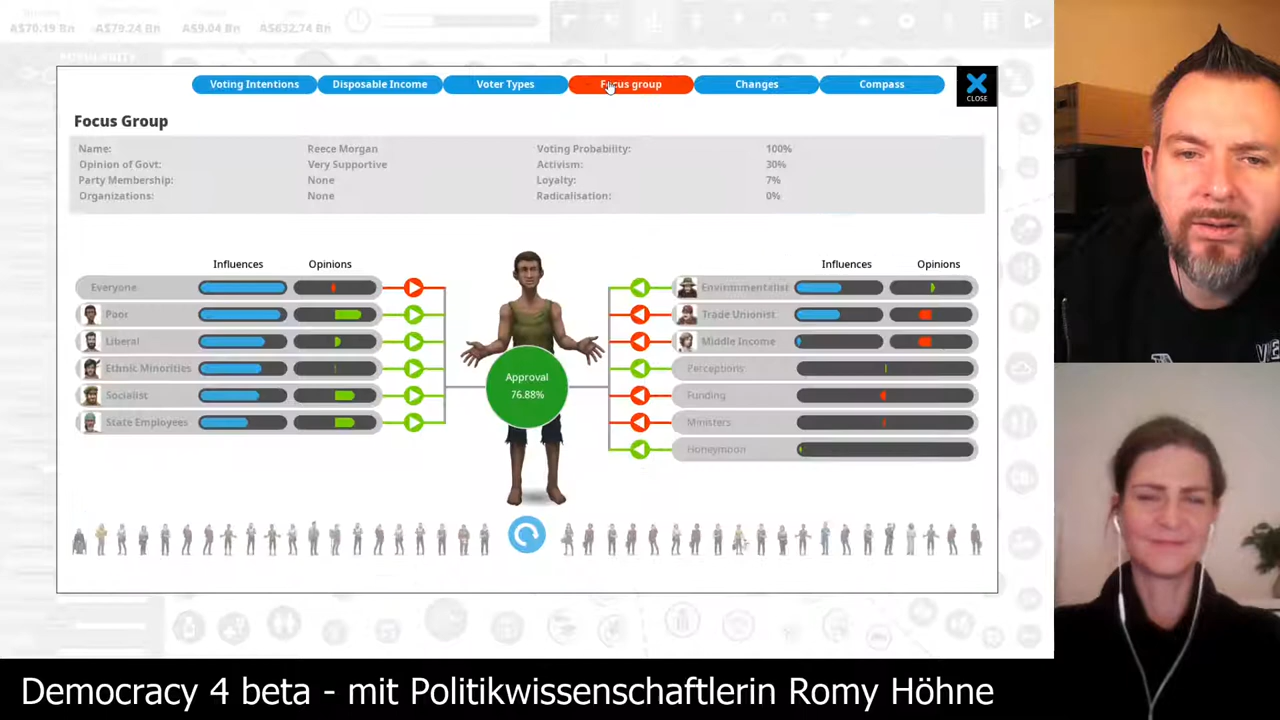 A$70.19 Bn A$79.24 Bn A$9.04 Bn A$632.74 Bn
POPULARITY
Voting Intentions Disposable Income Voter Types Focus group Changes Compass
CLOSE
Focus Group
Name: Reece Morgan Voting Probability: 100%
Opinion of Govt: Very Supportive Activism: 30%
Party Membership: None Loyalty: 7%
Organizations: None Radicalisation: 0%
Influences Opinions Influences Opinions
Everyone Environmentalist
Poor Trade Unionist
Liberal Middle Income
Ethnic Minorities Perceptions
Socialist Funding
State Employees Ministers
Honeymoon
Approval
76.88%
Democracy 4 beta - mit Politikwissenschaftlerin Romy Höhne